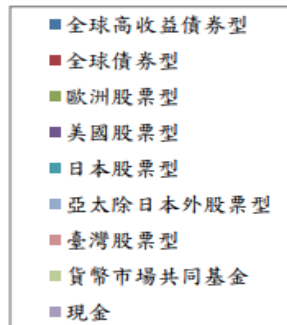 全球高收益債券型
全球債券型
歐洲股票型
美國股票型
日本股票型
亞太除日本外股票型
臺灣股票型
貨幣市場共同基金
現金